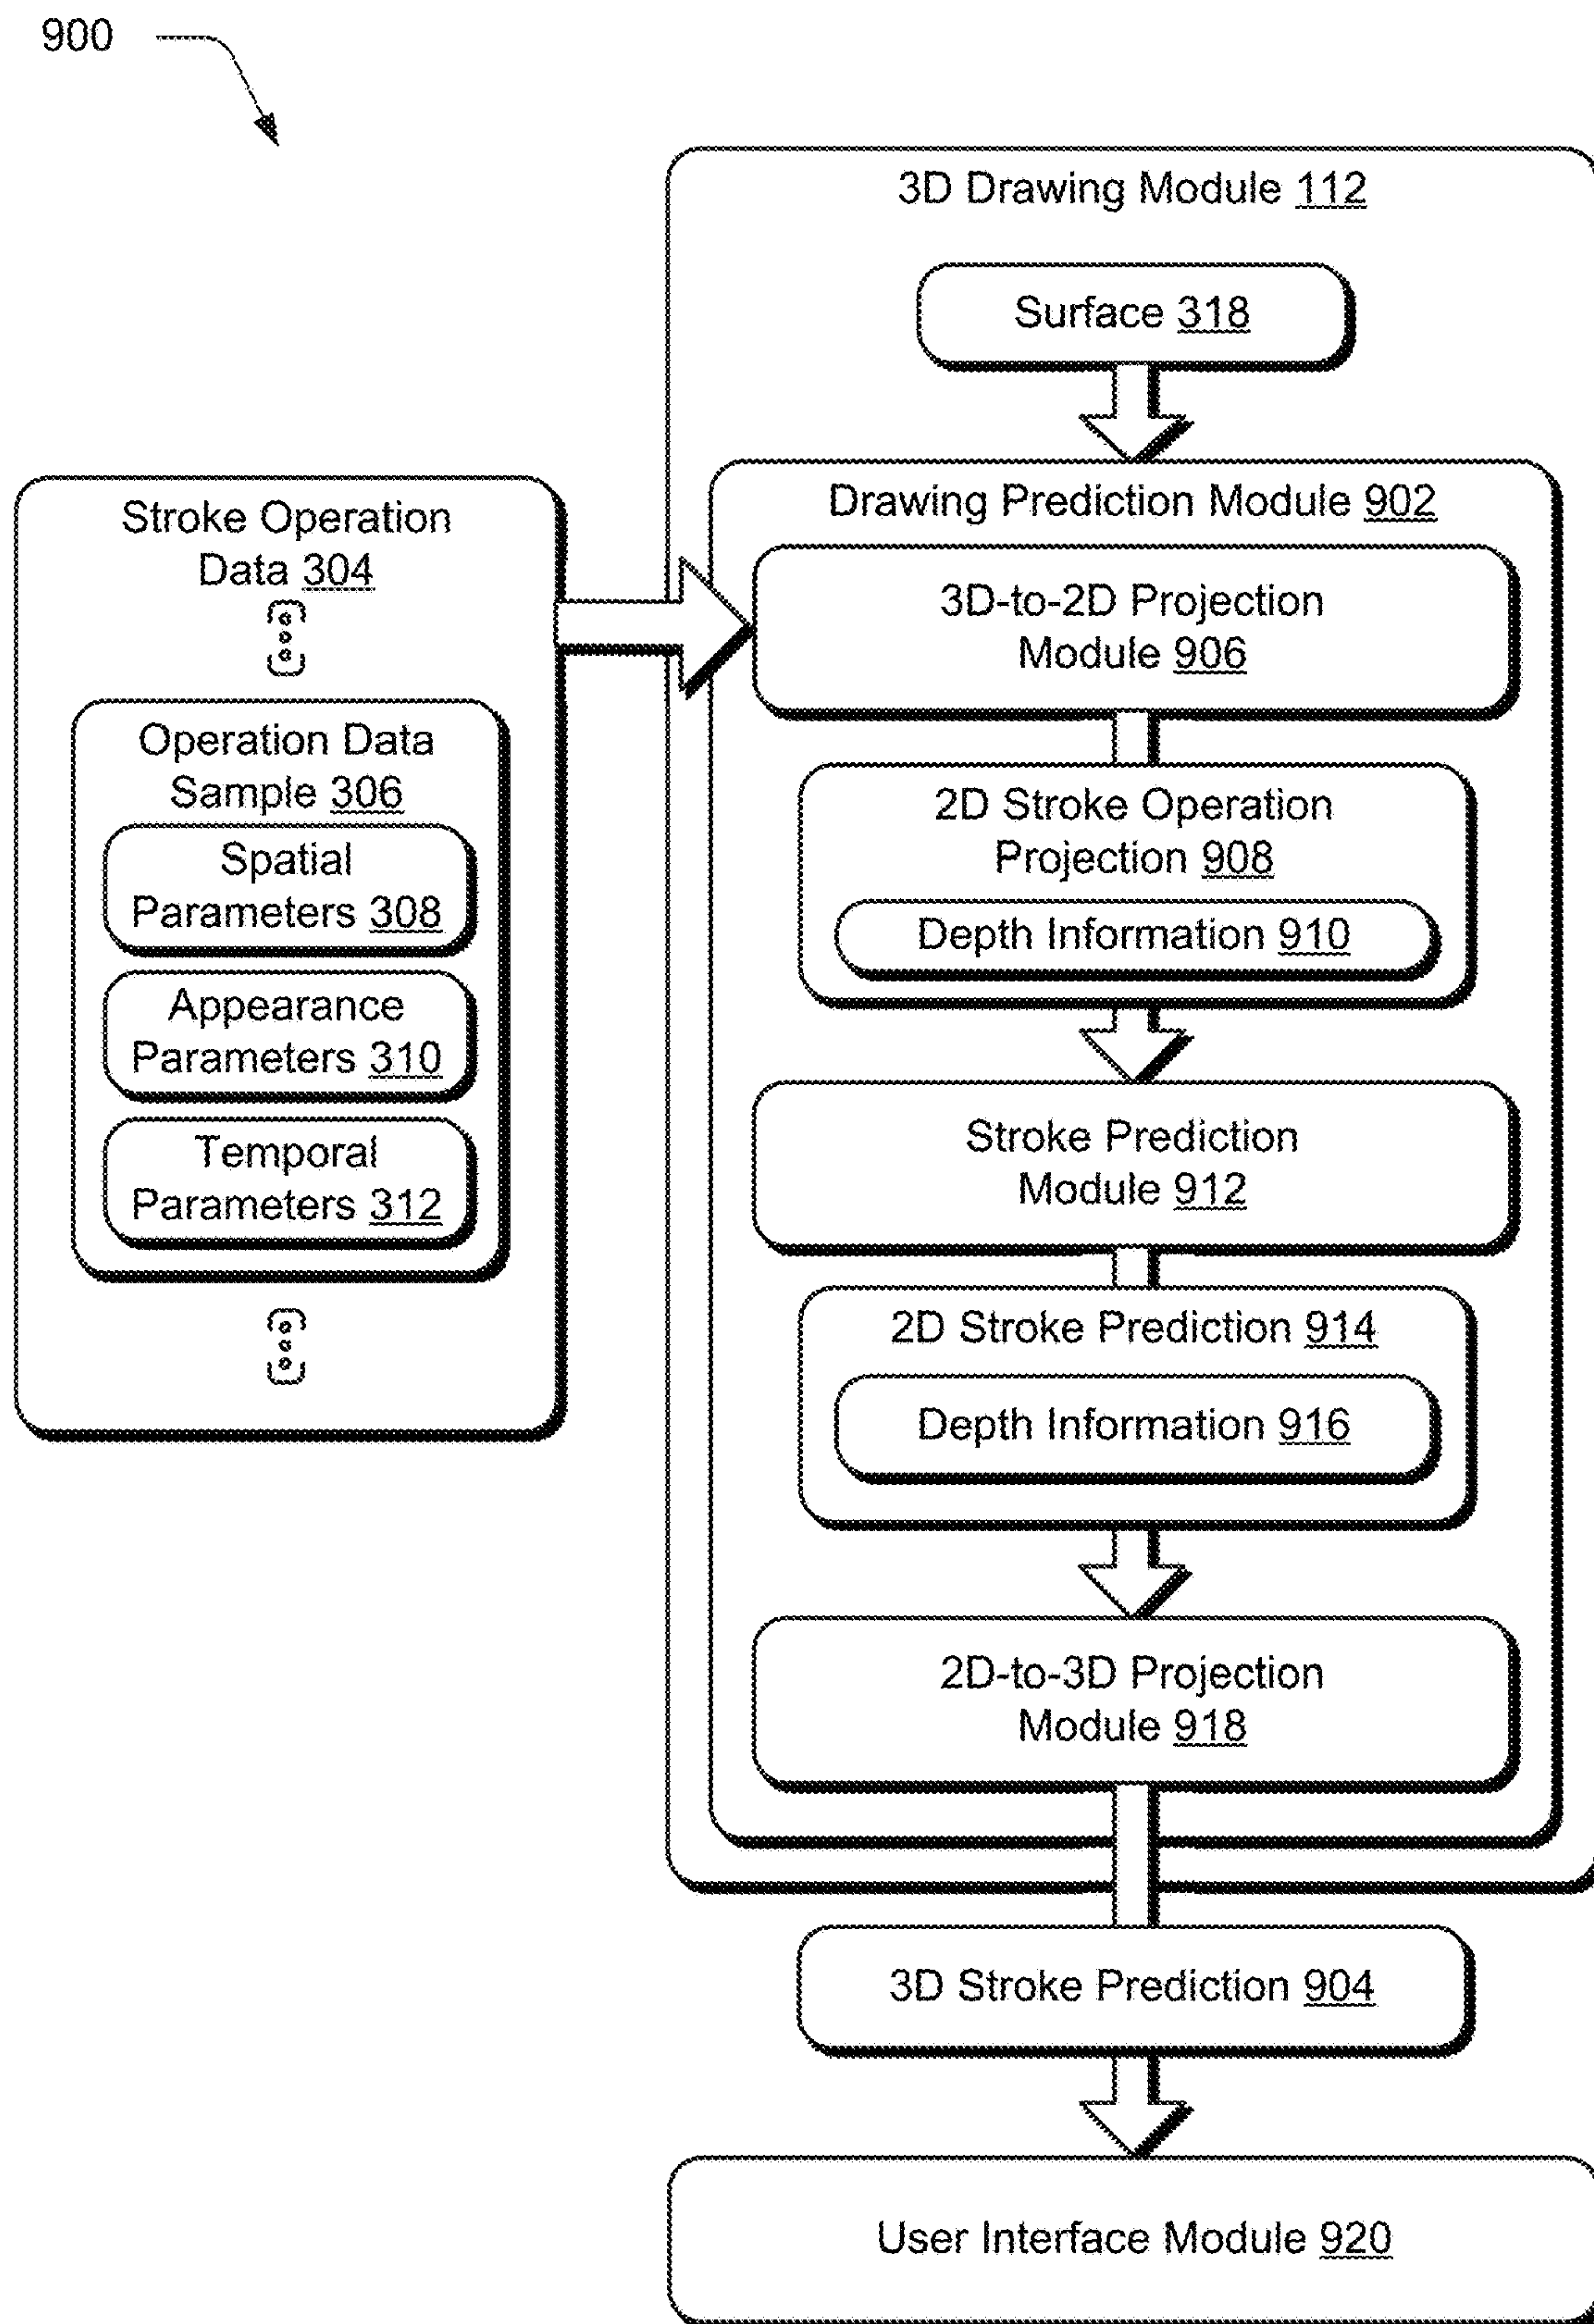 900
3D Drawing Module 112
Surface 318
Stroke Operation
Data 304
Operation Data
Sample 306
Spatial
Parameters 308
Appearance
Parameters 310
Temporal
Parameters 312
Drawing Prediction Module 902
3D-to-2D Projection
Module 906
2D Stroke Operation
Projection 908
Depth Information 910
Stroke Prediction
Module 912
2D Stroke Prediction 914
Depth Information 916
2D-to-3D Projection
Module 918
3D Stroke Prediction 904
User Interface Module 920